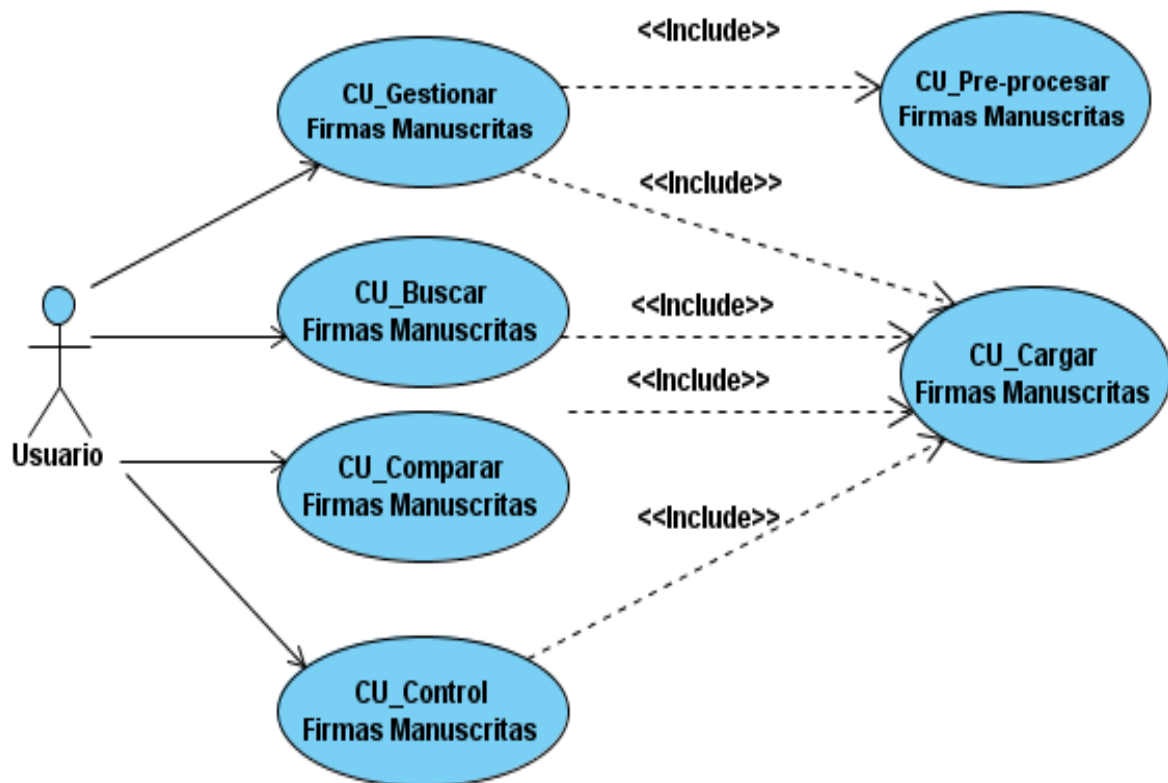 <<Include>>
CU_Gestionar
Firmas Manuscritas
CU_Pre-procesar
Firmas Manuscritas
<<Include>>
CU_Buscar
Firmas Manuscritas
<<Include>>
CU_Cargar
Firmas Manuscritas
<<Include>>
Usuario
CU_Comparar
Firmas Manuscritas
<<Include>>
CU_Control
Firmas Manuscritas